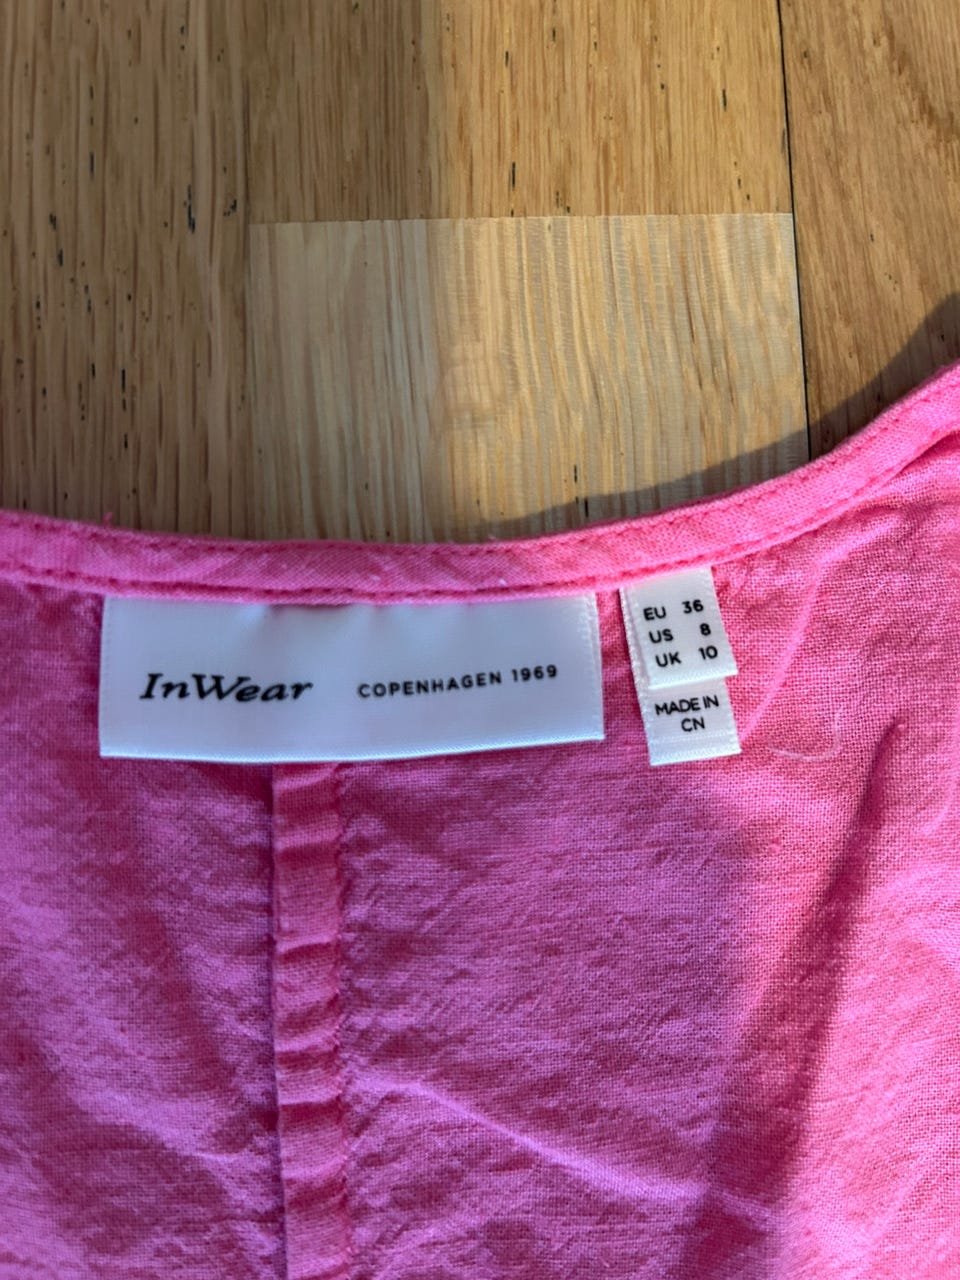 InWear COPENHAGEN 1969
EU 36
US 8
UK 10
MADE IN
CN